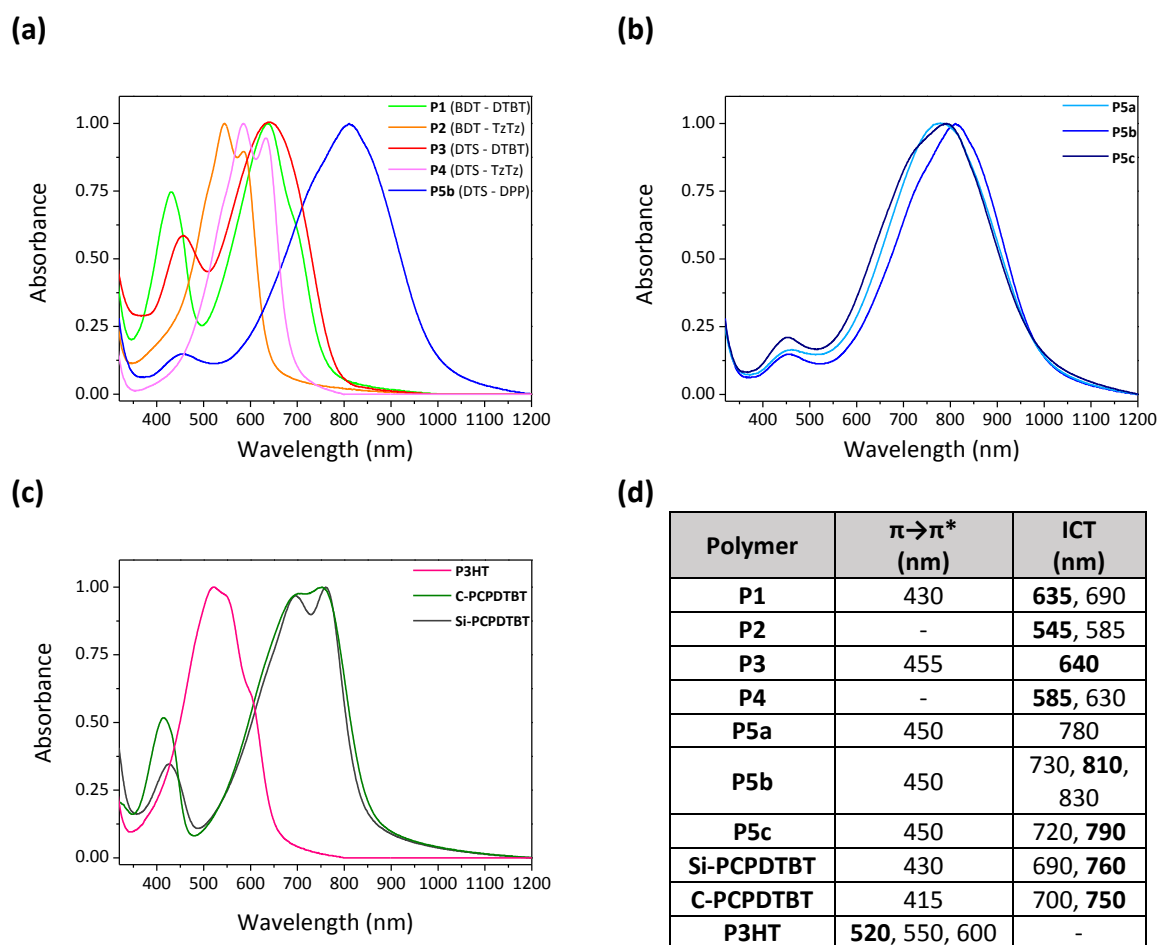 (a)
P1 (BDT - DTBT)
P2 (BDT - TzTz)
P3 (DTS - DTBT)
P4 (DTS - TzTz)
P5b (DTS - DPP)
1.00
0.75
0.50
0.25
0.00
Absorbance
400 500 600 700 800 900 1000 1100 1200
Wavelength (nm)
(b)
P5a
P5b
P5c
1.00
0.75
0.50
0.25
0.00
Absorbance
400 500 600 700 800 900 1000 1100 1200
Wavelength (nm)
(c)
P3HT
C-PCPDTBT
Si-PCPDTBT
1.00
0.75
0.50
0.25
0.00
Absorbance
400 500 600 700 800 900 1000 1100 1200
Wavelength (nm)
(d)
Polymer π→π* (nm) ICT (nm)
P1 430 635, 690
P2 - 545, 585
P3 455 640
P4 - 585, 630
P5a 450 780
P5b 450 730, 810,
830
P5c 450 720, 790
Si-PCPDTBT 430 690, 760
C-PCPDTBT 415 700, 750
P3HT 520, 550, 600 -